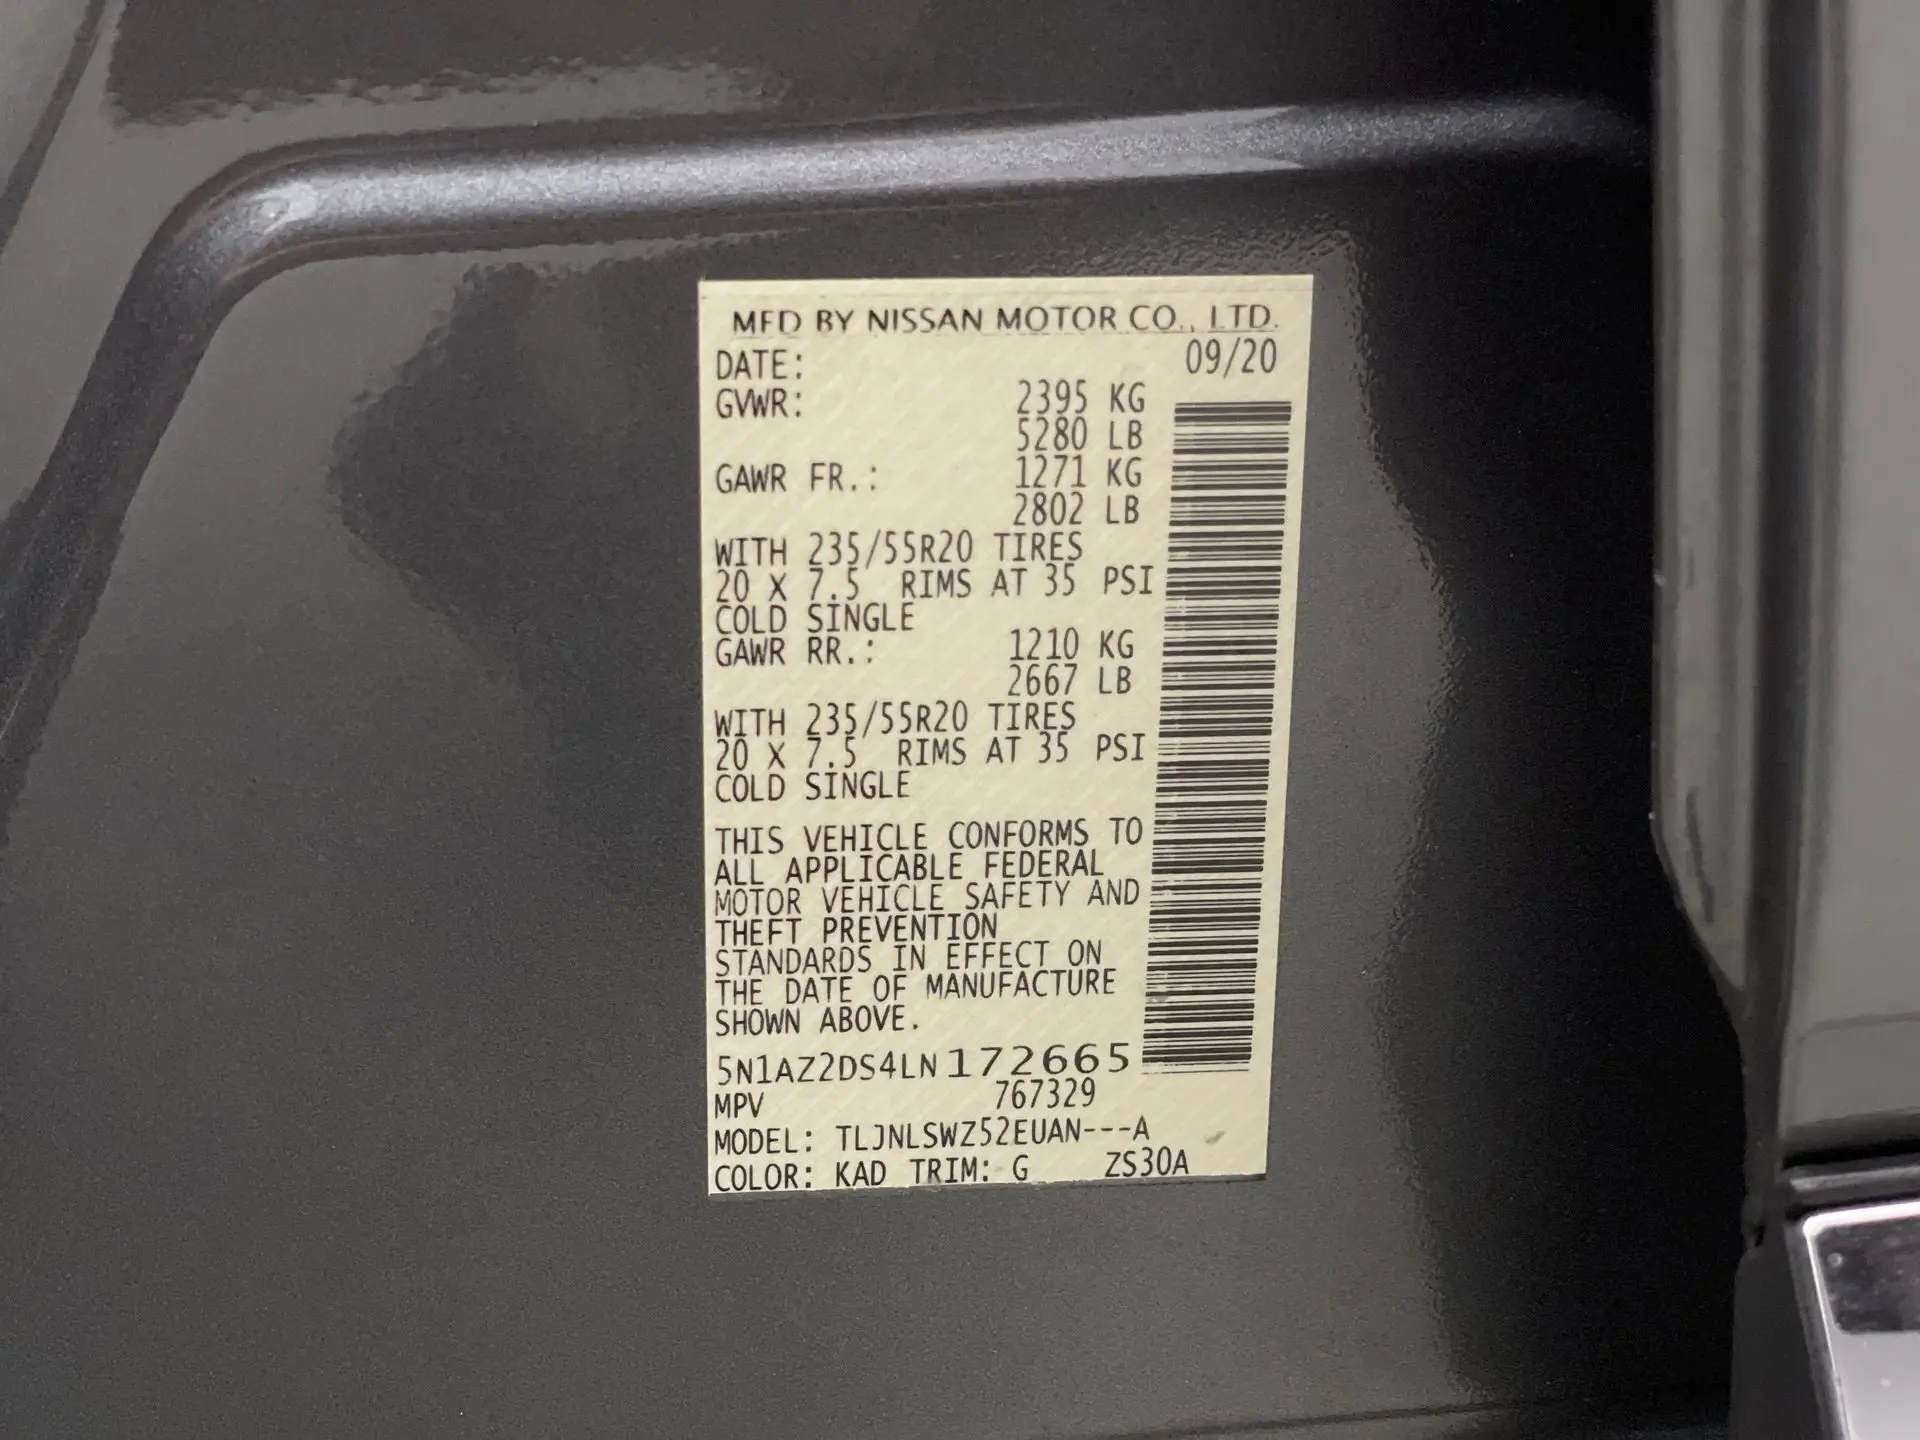 MFD BY NISSAN MOTOR CO., LTD.
DATE: 09/20
GVWR: 2395 KG
5280 LB
GAWR FR.: 1271 KG
2802 LB
WITH 235/55R20 TIRES
20 X 7.5 RIMS AT 35 PSI
COLD SINGLE
GAWR RR.: 1210 KG
2667 LB
WITH 235/55R20 TIRES
20 X 7.5 RIMS AT 35 PSI
COLD SINGLE
THIS VEHICLE CONFORMS TO
ALL APPLICABLE FEDERAL
MOTOR VEHICLE SAFETY AND
THEFT PREVENTION
STANDARDS IN EFFECT ON
THE DATE OF MANUFACTURE
SHOWN ABOVE.
5N1AZ2DS4LN172665
MPV 767329
MODEL: TLJNLSWZ52EUAN---A
COLOR: KAD TRIM: G ZS30A